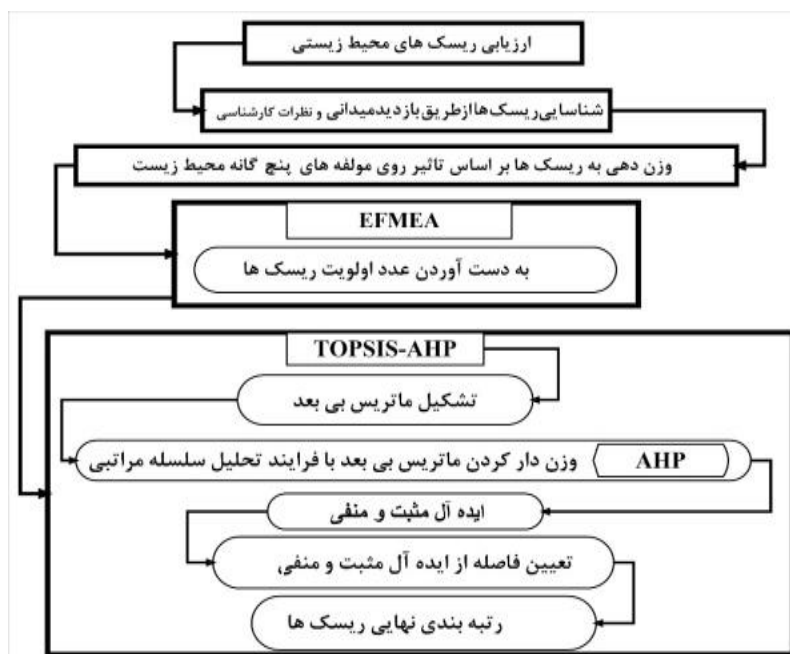 ارزیابی ریسک های محیط زیستی
شناسایی ریسک ها از طریق بازدید میدانی و نظرات کارشناسی
وزن دهی به ریسک ها بر اساس تاثیر روی مولفه های پنج گانه محیط زیست
EFMEA
به دست آوردن عدد اولویت ریسک ها
TOPSIS-AHP
تشکیل ماتریس بی بعد
AHP وزن دار کردن ماتریس بی بعد با فرایند تحلیل سلسله مراتبی
ایده آل مثبت و منفی
تعیین فاصله از ایده آل مثبت و منفی
رتبه بندی نهایی ریسک ها